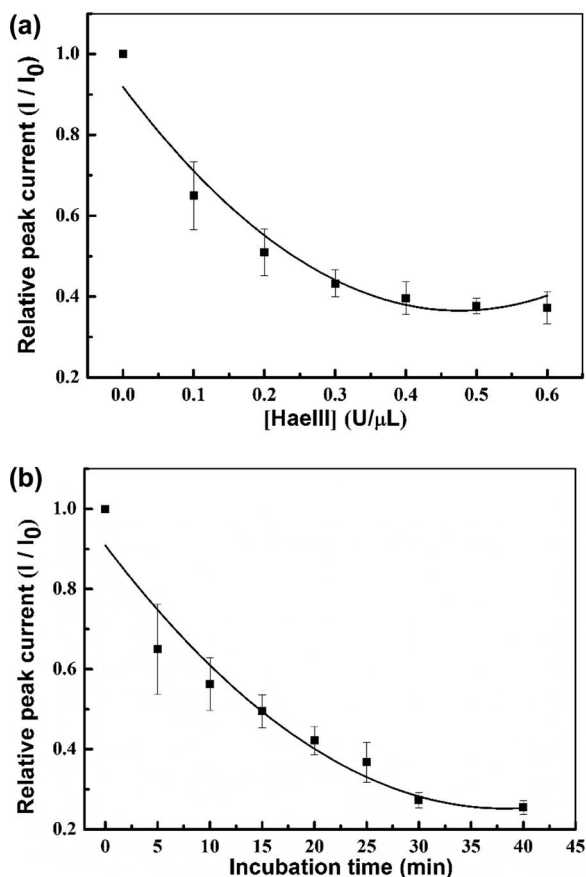 (a)
Relative peak current (I / I0)
1.0
0.8
0.6
0.4
0.2
0.0 0.1 0.2 0.3 0.4 0.5 0.6
[HaeIII] (U/μL)
(b)
Relative peak current (I / I0)
1.0
0.8
0.6
0.4
0.2
0 5 10 15 20 25 30 35 40 45
Incubation time (min)